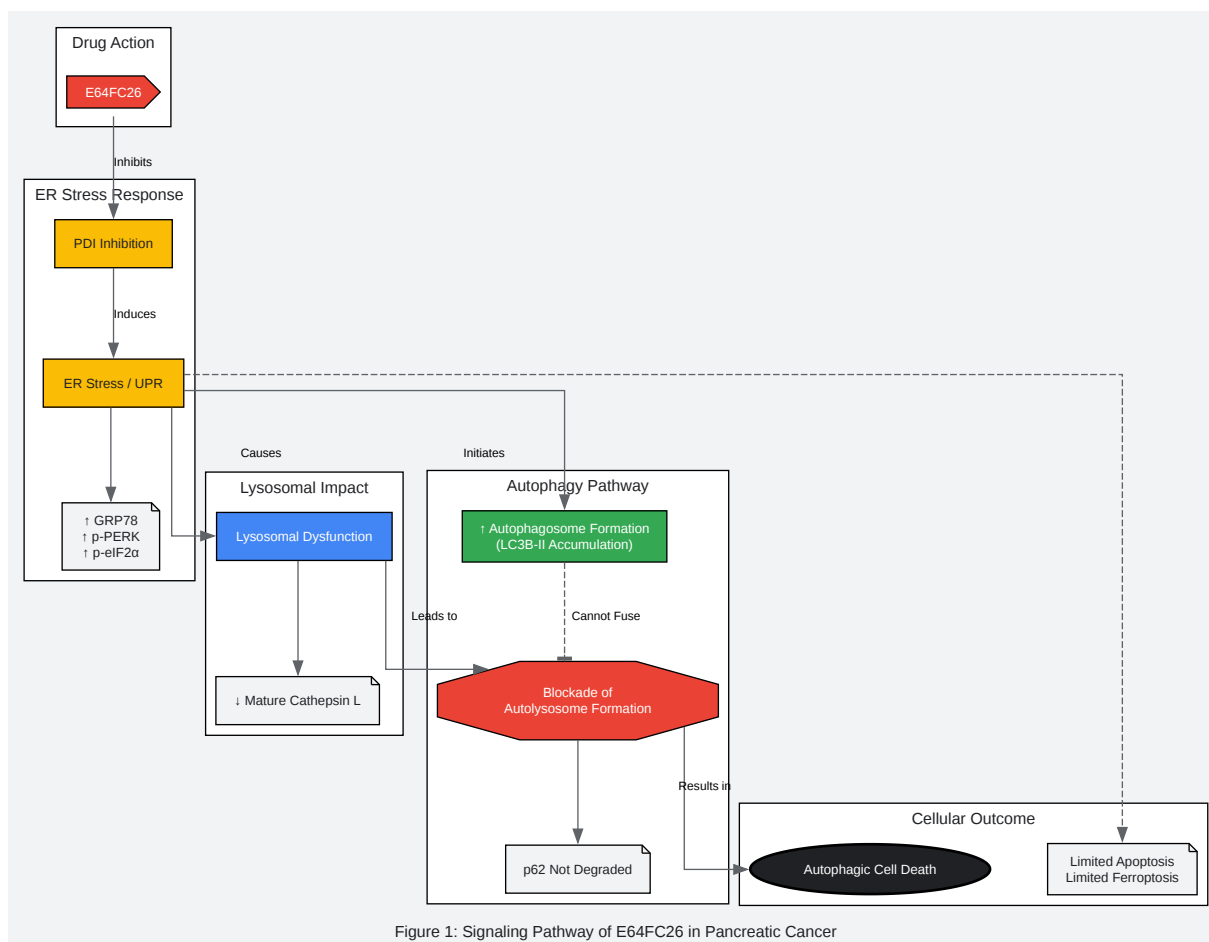 Drug Action
E64FC26
Inhibits
ER Stress Response
PDI Inhibition
Induces
ER Stress / UPR
Causes
Initiates
Lysosomal Impact
Autophagy Pathway
↑ GRP78
↑ p-PERK
↑ p-eIF2α
Lysosomal Dysfunction
↑ Autophagosome Formation
(LC3B-II Accumulation)
Leads to
Cannot Fuse
↓ Mature Cathepsin L
Blockade of
Autolysosome Formation
Results in
Cellular Outcome
p62 Not Degraded
Autophagic Cell Death
Limited Apoptosis
Limited Ferroptosis
Figure 1: Signaling Pathway of E64FC26 in Pancreatic Cancer